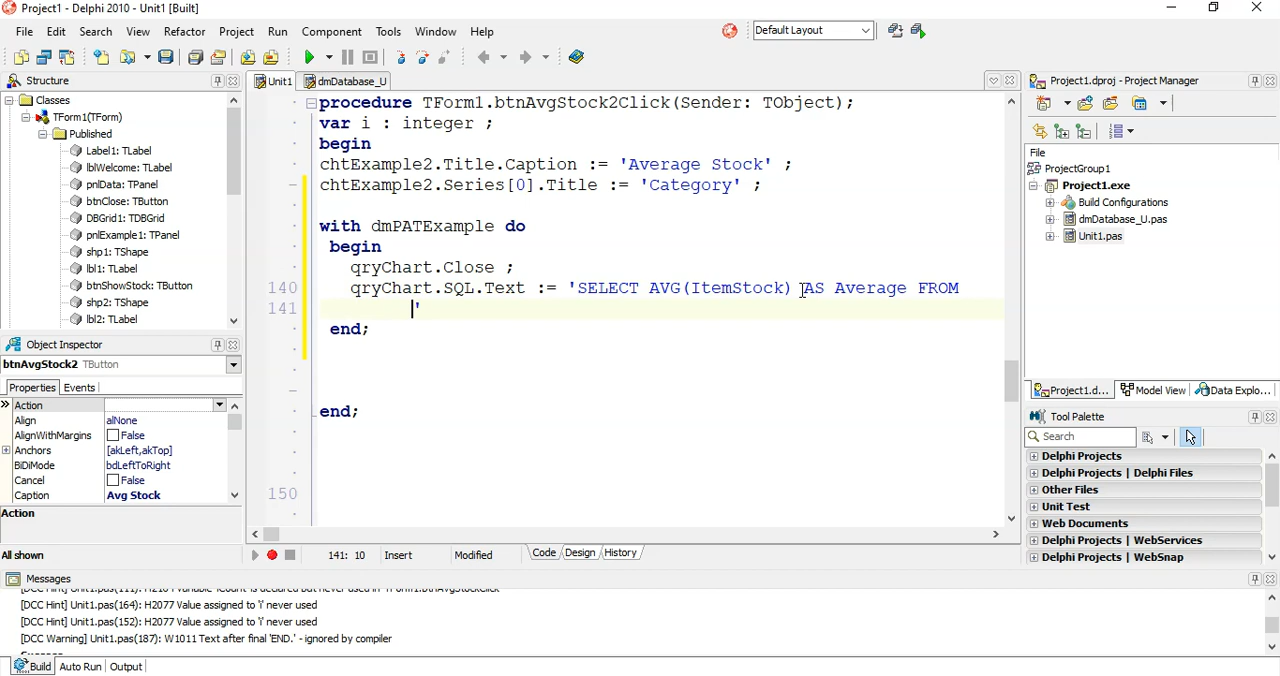 Project1 - Delphi 2010 - Unit1 [Built]
File Edit Search View Refactor Project Run Component Tools Window Help
Default Layout
Structure
Classes
TForm1(TForm)
Published
Label1: TLabel
lblWelcome: TLabel
pnlData: TPanel
btnClose: TButton
DBGrid1: TDBGrid
pnlExample1: TPanel
shp1: TShape
lbl1: TLabel
btnShowStock: TButton
shp2: TShape
lbl2: TLabel
Object Inspector
btnAvgStock2 TButton
Properties Events
Action
Align alNone
AlignWithMargins False
Anchors [akLeft,akTop]
BiDiMode bdLeftToRight
Cancel False
Caption Avg Stock
Action
All shown
Unit1 dmDatabase_U
procedure TForm1.btnAvgStock2Click(Sender: TObject);
var i : integer ;
begin
chtExample2.Title.Caption := 'Average Stock' ;
chtExample2.Series[0].Title := 'Category' ;
with dmPATExample do
begin
qryChart.Close ;
140 qryChart.SQL.Text := 'SELECT AVG(ItemStock) AS Average FROM
141 '
end;
end;
150
141: 10 Insert Modified Code Design History
Project1.dproj - Project Manager
File
ProjectGroup1
Project1.exe
Build Configurations
dmDatabase_U.pas
Unit1.pas
Project1.d... Model View Data Explo...
Tool Palette
Search
Delphi Projects
Delphi Projects | Delphi Files
Other Files
Unit Test
Web Documents
Delphi Projects | WebServices
Delphi Projects | WebSnap
Messages
[DCC Hint] Unit1.pas(164): H2077 Value assigned to 'i' never used
[DCC Hint] Unit1.pas(152): H2077 Value assigned to 'i' never used
[DCC Warning] Unit1.pas(187): W1011 Text after final 'END.' - ignored by compiler
Build Auto Run Output